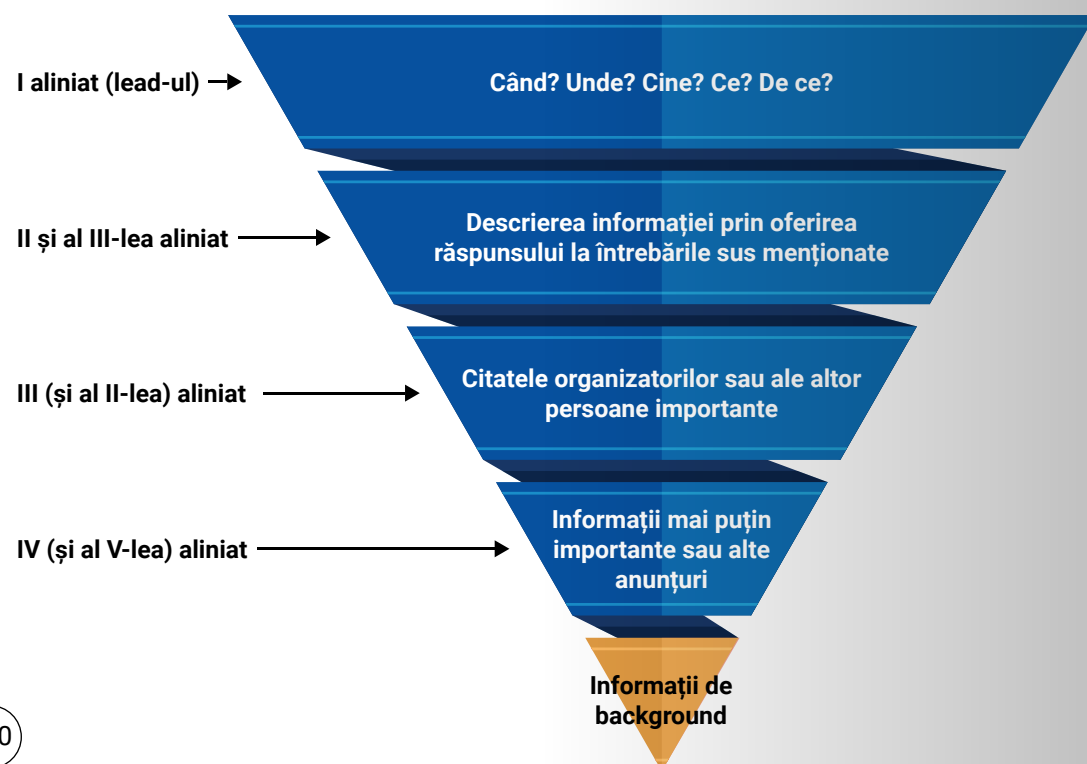 I aliniat (lead-ul)
Când? Unde? Cine? Ce? De ce?
II și al III-lea aliniat
Descrierea informației prin oferirea
răspunsului la întrebările sus menționate
III (și al II-lea) aliniat
Citatele organizatorilor sau ale altor
persoane importante
IV (și al V-lea) aliniat
Informații mai puțin
importante sau alte
anunțuri
Informații de
background